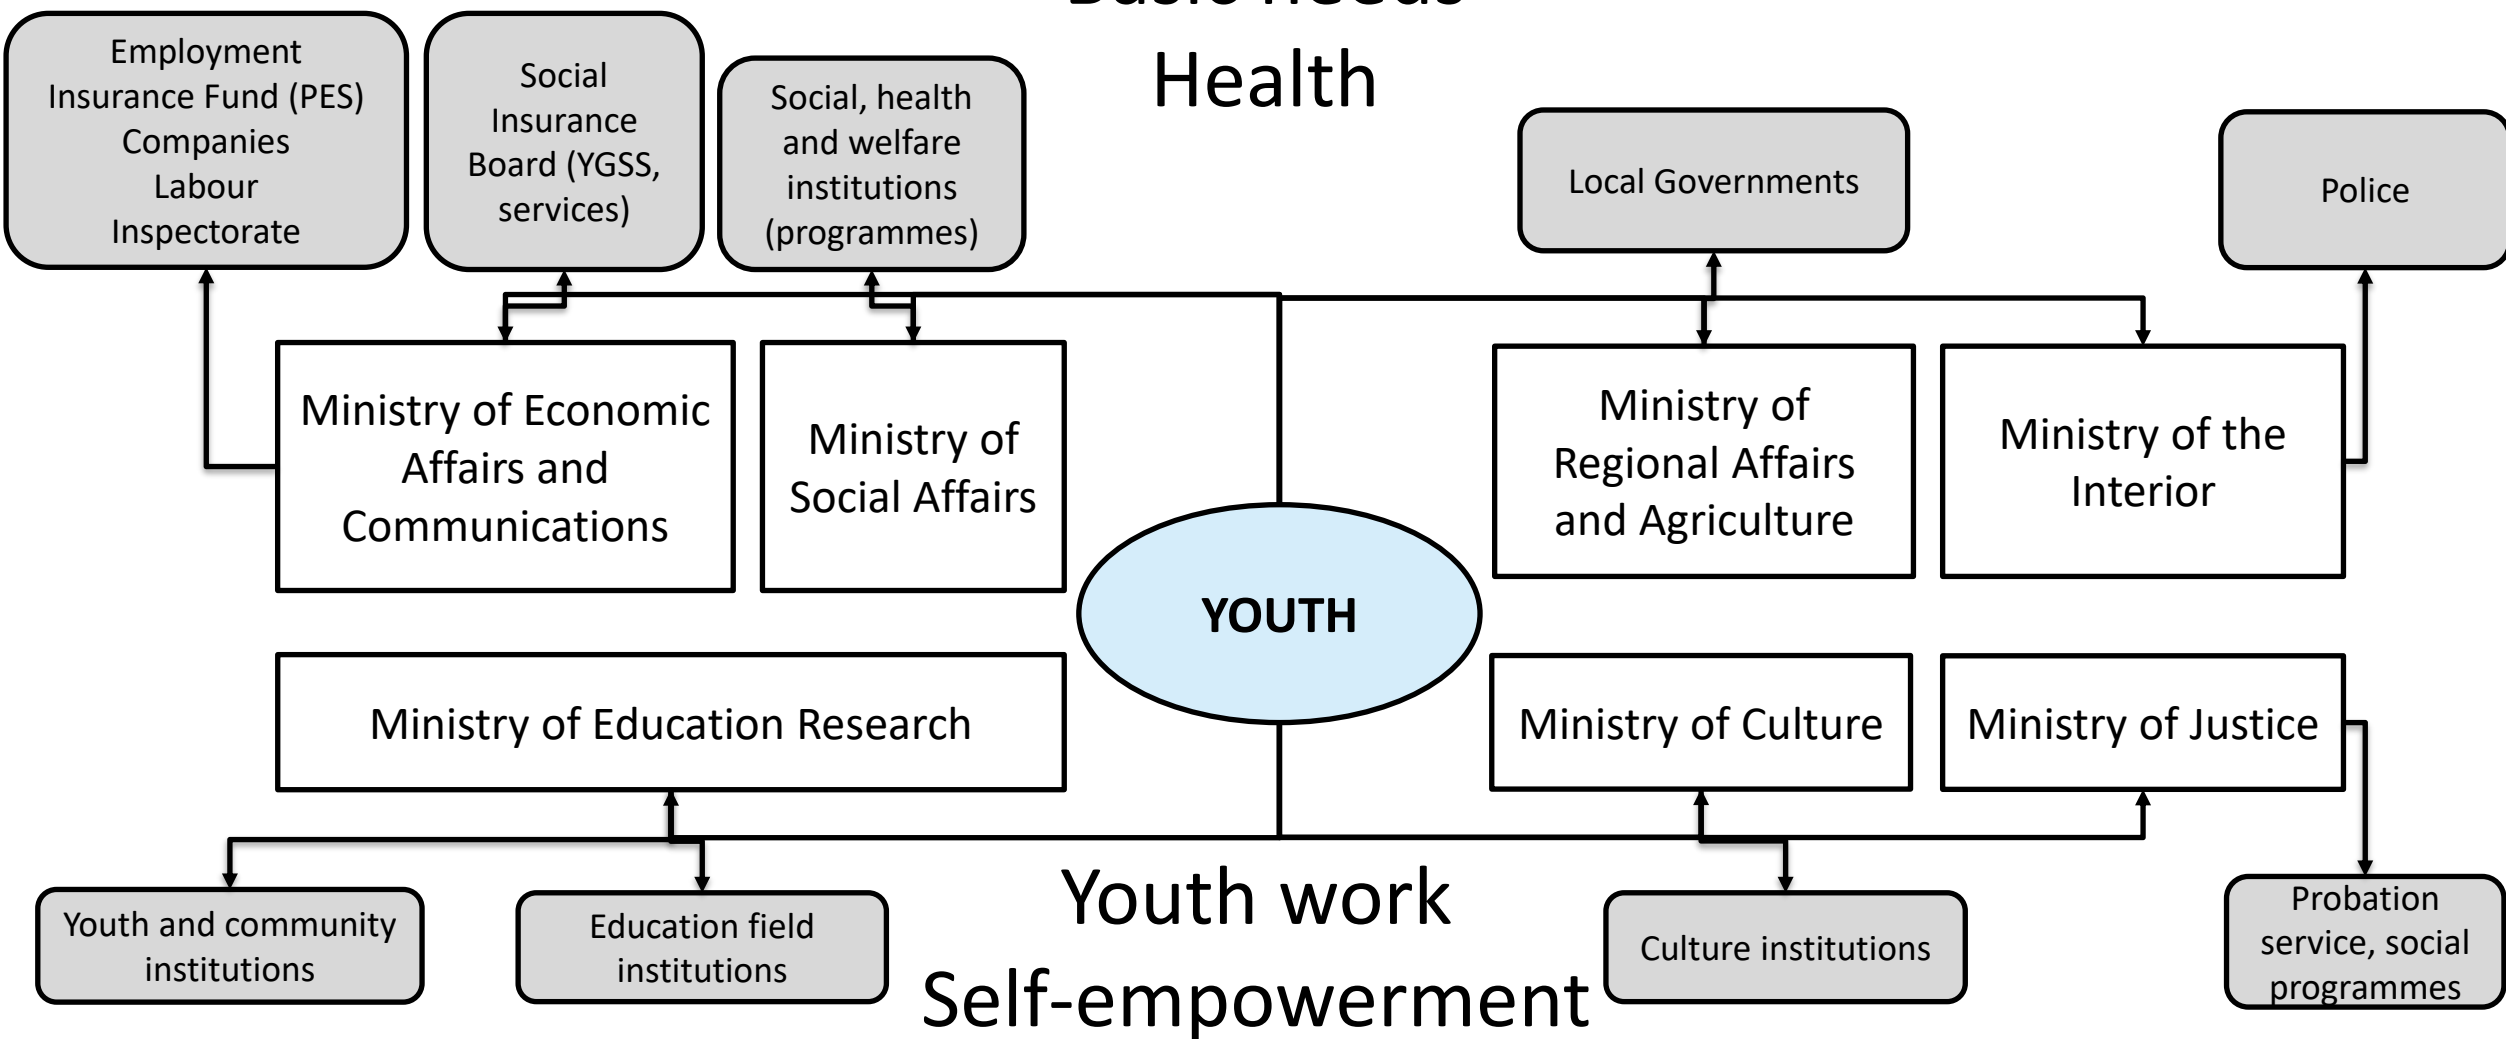 Basic needs
Health
Employment
Insurance Fund (PES)
Companies
Labour
Inspectorate
Social
Insurance
Board (YGSS,
services)
Social, health
and welfare
institutions
(programmes)
Local Governments
Police
Ministry of Economic
Affairs and
Communications
Ministry of
Social Affairs
Ministry of
Regional Affairs
and Agriculture
Ministry of the
Interior
YOUTH
Ministry of Education Research
Ministry of Culture
Ministry of Justice
Youth work
Self-empowerment
Youth and community
institutions
Education field
institutions
Culture institutions
Probation
service, social
programmes